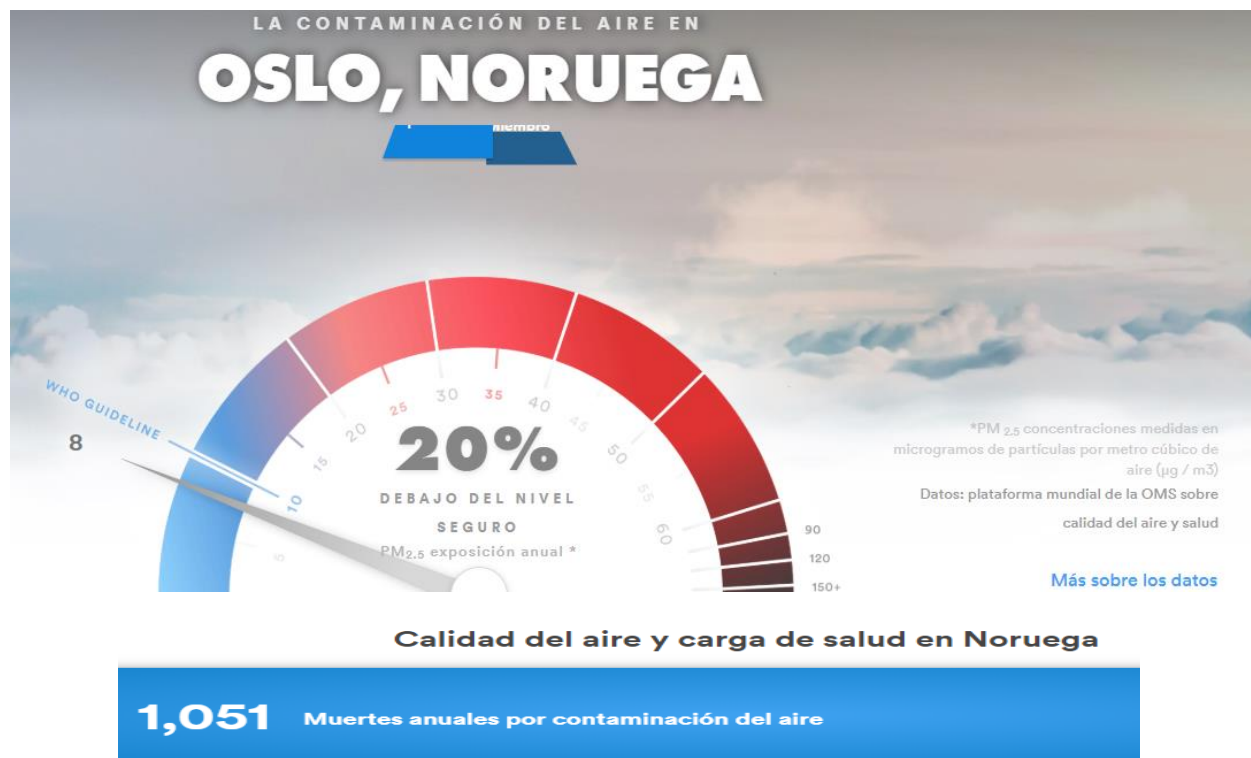 LA CONTAMINACIÓN DEL AIRE EN
OSLO, NORUEGA
WHO GUIDELINE
8
5
10
15
20
25
30
35
40
45
50
55
60
90
120
150+
20%
DEBAJO DEL NIVEL
SEGURO
PM2.5 exposición anual *
*PM 2.5 concentraciones medidas en
microgramos de partículas por metro cúbico de
aire (μg / m3)
Datos: plataforma mundial de la OMS sobre
calidad del aire y salud
Más sobre los datos
Calidad del aire y carga de salud en Noruega
1,051 Muertes anuales por contaminación del aire